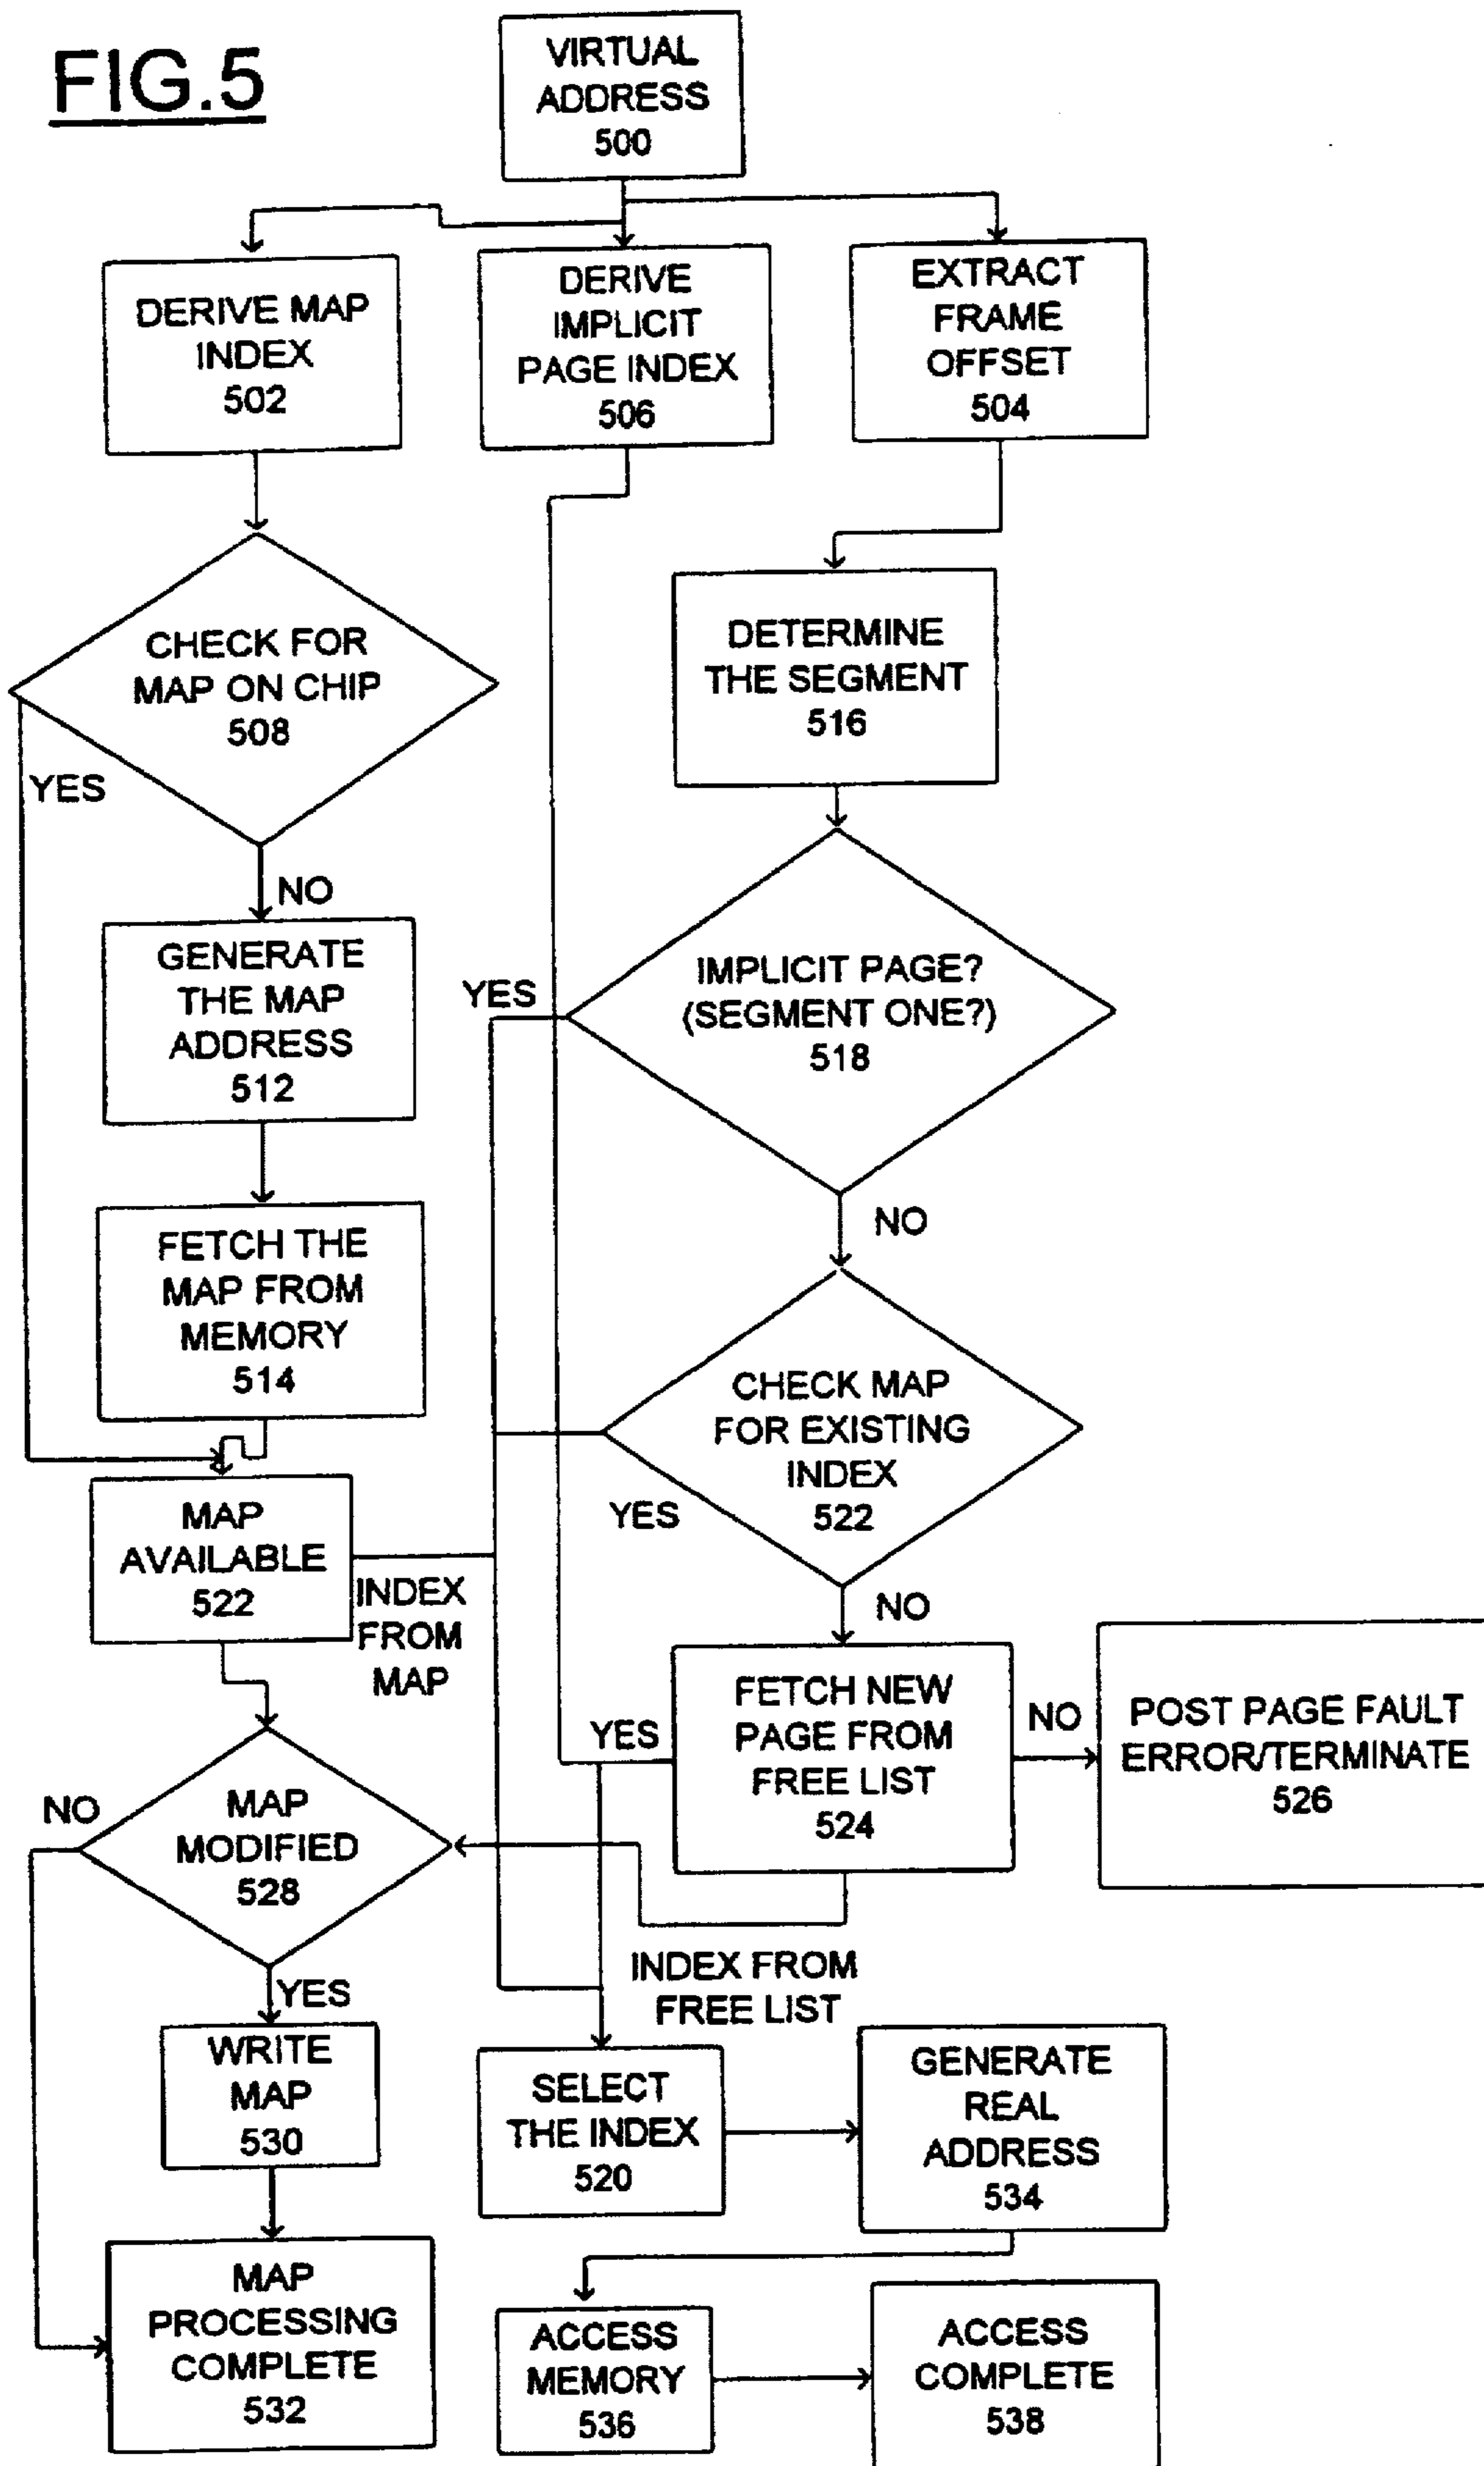 FIG.5
VIRTUAL
ADDRESS
500
DERIVE MAP
INDEX
502
DERIVE
IMPLICIT
PAGE INDEX
506
EXTRACT
FRAME
OFFSET
504
CHECK FOR
MAP ON CHIP
508
YES
NO
DETERMINE
THE SEGMENT
516
GENERATE
THE MAP
ADDRESS
512
YES
IMPLICIT PAGE?
(SEGMENT ONE?)
518
NO
FETCH THE
MAP FROM
MEMORY
514
CHECK MAP
FOR EXISTING
INDEX
522
YES
NO
MAP
AVAILABLE
522
INDEX
FROM
MAP
YES
FETCH NEW
PAGE FROM
FREE LIST
524
NO
POST PAGE FAULT
ERROR/TERMINATE
526
NO
MAP
MODIFIED
528
YES
INDEX FROM
FREE LIST
WRITE
MAP
530
SELECT
THE INDEX
520
GENERATE
REAL
ADDRESS
534
MAP
PROCESSING
COMPLETE
532
ACCESS
MEMORY
536
ACCESS
COMPLETE
538